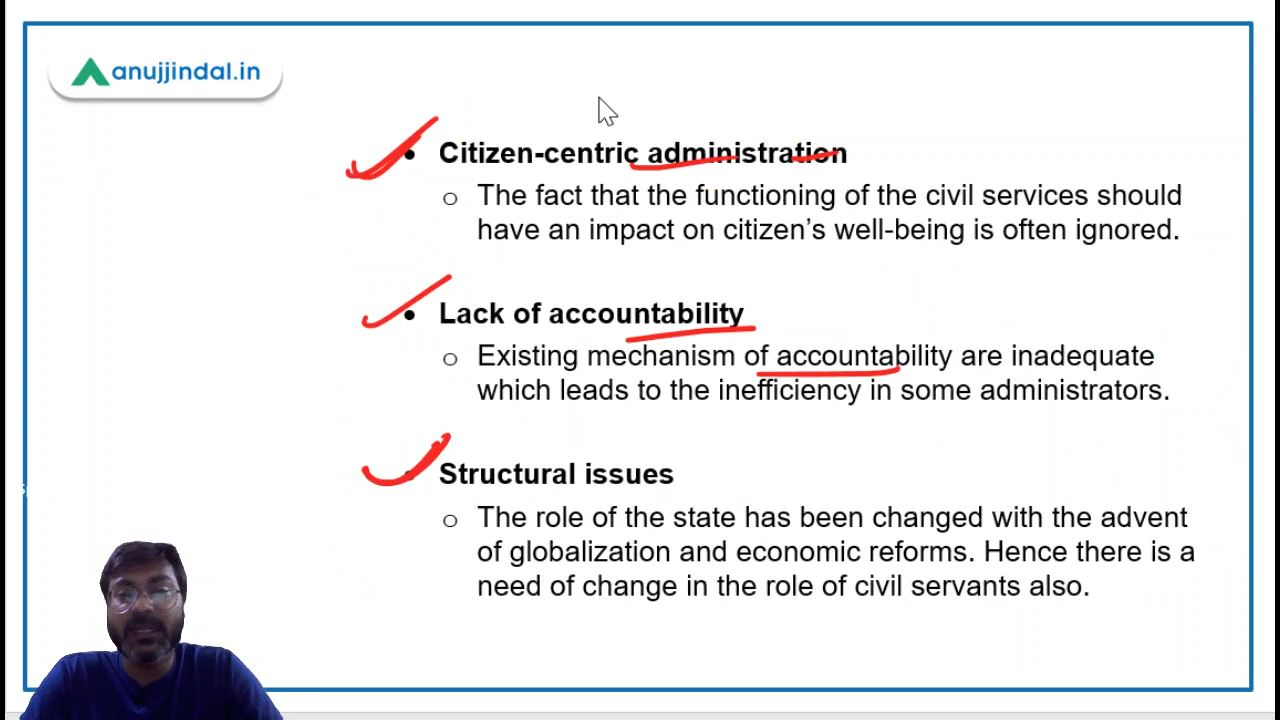 anujjindal.in
• Citizen-centric administration
o The fact that the functioning of the civil services should
have an impact on citizen’s well-being is often ignored.
• Lack of accountability
o Existing mechanism of accountability are inadequate
which leads to the inefficiency in some administrators.
• Structural issues
o The role of the state has been changed with the advent
of globalization and economic reforms. Hence there is a
need of change in the role of civil servants also.